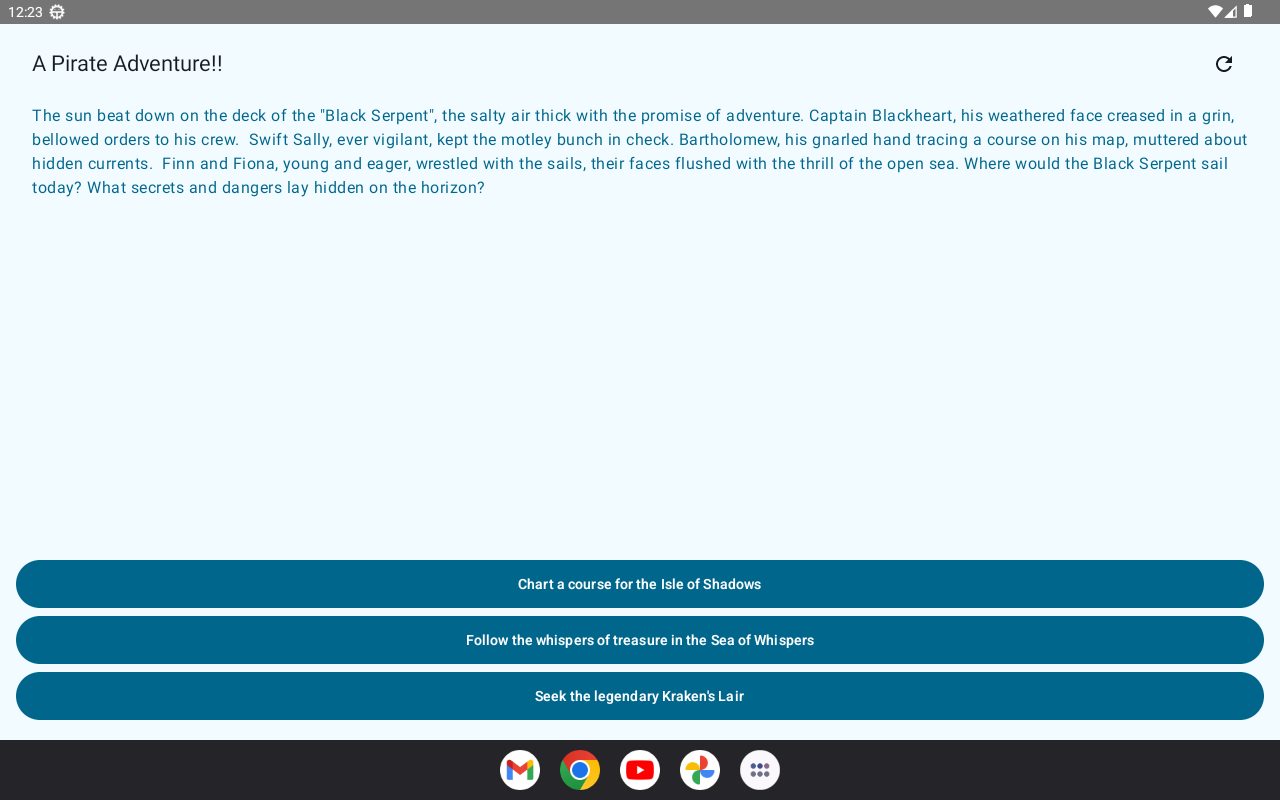 12:23
A Pirate Adventure!!
The sun beat down on the deck of the "Black Serpent", the salty air thick with the promise of adventure. Captain Blackheart, his weathered face creased in a grin,
bellowed orders to his crew.  Swift Sally, ever vigilant, kept the motley bunch in check. Bartholomew, his gnarled hand tracing a course on his map, muttered about
hidden currents.  Finn and Fiona, young and eager, wrestled with the sails, their faces flushed with the thrill of the open sea. Where would the Black Serpent sail
today? What secrets and dangers lay hidden on the horizon?
Chart a course for the Isle of Shadows
Follow the whispers of treasure in the Sea of Whispers
Seek the legendary Kraken's Lair